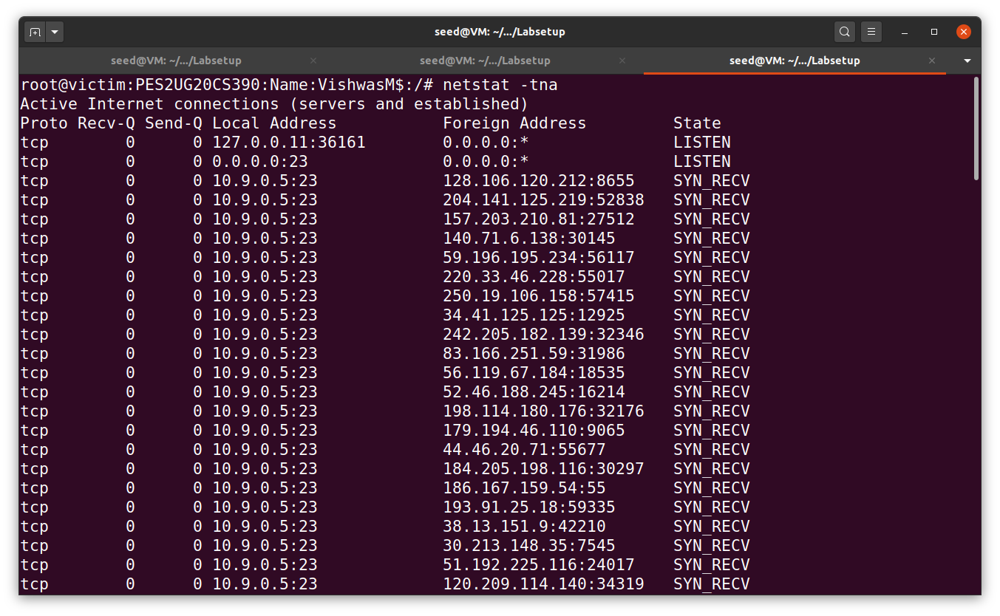 seed@VM: ~/.../Labsetup
seed@VM: ~/.../Labsetup seed@VM: ~/.../Labsetup seed@VM: ~/.../Labsetup
root@victim:PES2UG20CS390:Name:VishwasM$:/# netstat -tna
Active Internet connections (servers and established)
Proto Recv-Q Send-Q Local Address Foreign Address State
tcp 0 0 127.0.0.11:36161 0.0.0.0:* LISTEN
tcp 0 0 0.0.0.0:23 0.0.0.0:* LISTEN
tcp 0 0 10.9.0.5:23 128.106.120.212:8655 SYN_RECV
tcp 0 0 10.9.0.5:23 204.141.125.219:52838 SYN_RECV
tcp 0 0 10.9.0.5:23 157.203.210.81:27512 SYN_RECV
tcp 0 0 10.9.0.5:23 140.71.6.138:30145 SYN_RECV
tcp 0 0 10.9.0.5:23 59.196.195.234:56117 SYN_RECV
tcp 0 0 10.9.0.5:23 220.33.46.228:55017 SYN_RECV
tcp 0 0 10.9.0.5:23 250.19.106.158:57415 SYN_RECV
tcp 0 0 10.9.0.5:23 34.41.125.125:12925 SYN_RECV
tcp 0 0 10.9.0.5:23 242.205.182.139:32346 SYN_RECV
tcp 0 0 10.9.0.5:23 83.166.251.59:31986 SYN_RECV
tcp 0 0 10.9.0.5:23 56.119.67.184:18535 SYN_RECV
tcp 0 0 10.9.0.5:23 52.46.188.245:16214 SYN_RECV
tcp 0 0 10.9.0.5:23 198.114.180.176:32176 SYN_RECV
tcp 0 0 10.9.0.5:23 179.194.46.110:9065 SYN_RECV
tcp 0 0 10.9.0.5:23 44.46.20.71:55677 SYN_RECV
tcp 0 0 10.9.0.5:23 184.205.198.116:30297 SYN_RECV
tcp 0 0 10.9.0.5:23 186.167.159.54:55 SYN_RECV
tcp 0 0 10.9.0.5:23 193.91.25.18:59335 SYN_RECV
tcp 0 0 10.9.0.5:23 38.13.151.9:42210 SYN_RECV
tcp 0 0 10.9.0.5:23 30.213.148.35:7545 SYN_RECV
tcp 0 0 10.9.0.5:23 51.192.225.116:24017 SYN_RECV
tcp 0 0 10.9.0.5:23 120.209.114.140:34319 SYN_RECV